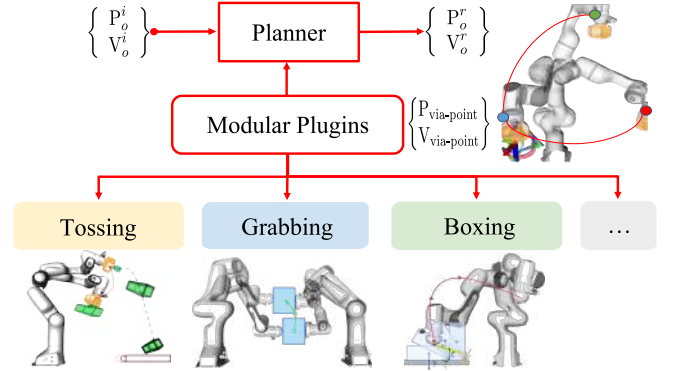 P_o^i
V_o^i
Planner
P_o^r
V_o^r
Modular Plugins
P_via-point
V_via-point
Tossing
Grabbing
Boxing
...